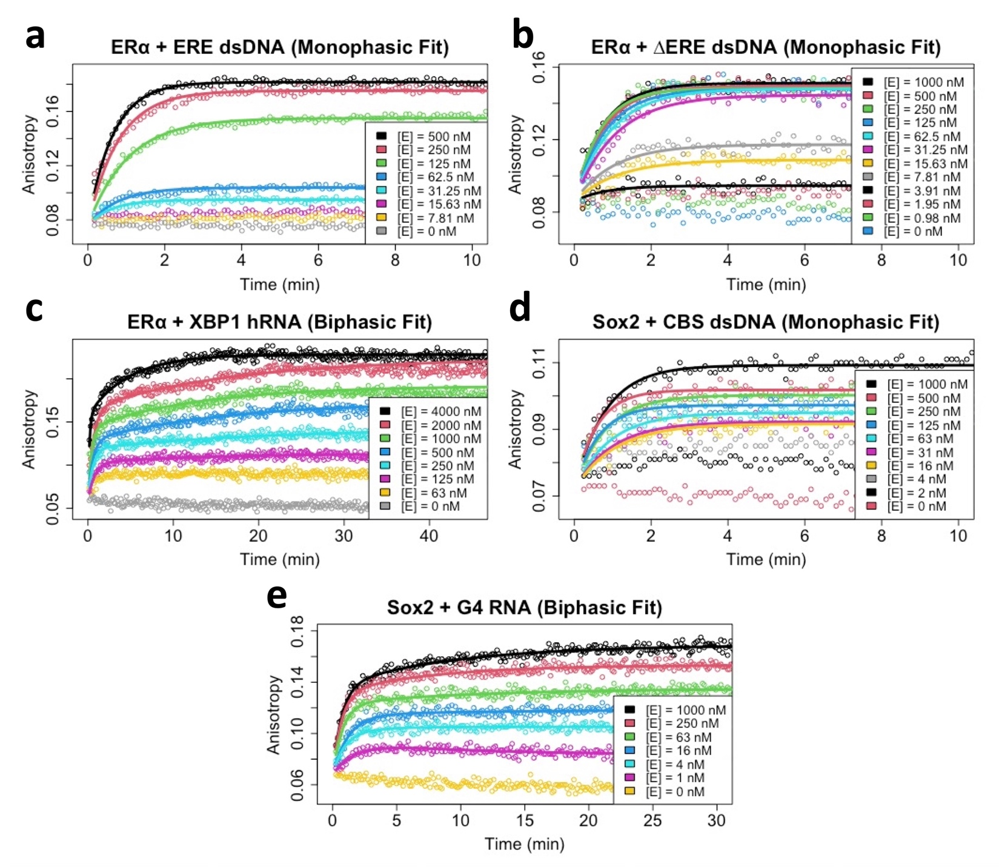 a
ERα + ERE dsDNA (Monophasic Fit)
Anisotropy
0.16
0.12
0.08
[E] = 500 nM
[E] = 250 nM
[E] = 125 nM
[E] = 62.5 nM
[E] = 31.25 nM
[E] = 15.63 nM
[E] = 7.81 nM
[E] = 0 nM
0 2 4 6 8 10
Time (min)
b
ERα + ΔERE dsDNA (Monophasic Fit)
Anisotropy
0.16
0.12
0.08
[E] = 1000 nM
[E] = 500 nM
[E] = 250 nM
[E] = 125 nM
[E] = 62.5 nM
[E] = 31.25 nM
[E] = 15.63 nM
[E] = 7.81 nM
[E] = 3.91 nM
[E] = 1.95 nM
[E] = 0.98 nM
[E] = 0 nM
0 2 4 6 8 10
Time (min)
c
ERα + XBP1 hRNA (Biphasic Fit)
Anisotropy
0.15
0.05
[E] = 4000 nM
[E] = 2000 nM
[E] = 1000 nM
[E] = 500 nM
[E] = 250 nM
[E] = 125 nM
[E] = 63 nM
[E] = 0 nM
0 10 20 30 40
Time (min)
d
Sox2 + CBS dsDNA (Monophasic Fit)
Anisotropy
0.11
0.09
0.07
[E] = 1000 nM
[E] = 500 nM
[E] = 250 nM
[E] = 125 nM
[E] = 63 nM
[E] = 31 nM
[E] = 16 nM
[E] = 4 nM
[E] = 2 nM
[E] = 0 nM
0 2 4 6 8 10
Time (min)
e
Sox2 + G4 RNA (Biphasic Fit)
Anisotropy
0.18
0.14
0.10
0.06
[E] = 1000 nM
[E] = 250 nM
[E] = 63 nM
[E] = 16 nM
[E] = 4 nM
[E] = 1 nM
[E] = 0 nM
0 5 10 15 20 25 30
Time (min)